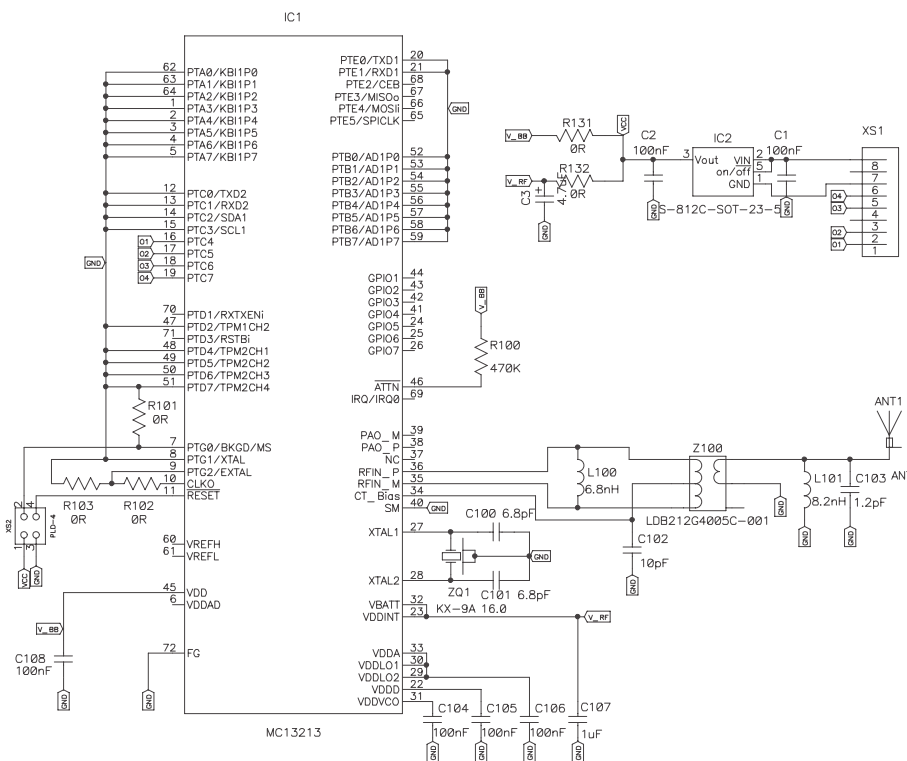 IC1
62 PTA0/KBI1P0
63 PTA1/KBI1P1
64 PTA2/KBI1P2
1 PTA3/KBI1P3
2 PTA4/KBI1P4
3 PTA5/KBI1P5
4 PTA6/KBI1P6
5 PTA7/KBI1P7
12 PTC0/TXD2
13 PTC1/RXD2
14 PTC2/SDA1
15 PTC3/SCL1
O1 16 PTC4
O2 17 PTC5
O3 18 PTC6
O4 19 PTC7
GND
70 PTD1/RXTXENi
47 PTD2/TPM1CH2
71 PTD3/RSTBi
48 PTD4/TPM2CH1
49 PTD5/TPM2CH2
50 PTD6/TPM2CH3
51 PTD7/TPM2CH4
R101
0R
7 PTG0/BKGD/MS
8 PTG1/XTAL
9 PTG2/EXTAL
10 CLKO
11 RESET
R103
0R
R102
0R
XS2
2 4
1 3
PLD-4
VCC
GND
60 VREFH
61 VREFL
45 VDD
6 VDDAD
V_BB
C108
100nF
GND
72 FG
GND
MC13213
PTE0/TXD1 20
PTE1/RXD1 21
PTE2/CEB 68
PTE3/MISOo 67
PTE4/MOSIi 66
PTE5/SPICLK 65
GND
PTB0/AD1P0 52
PTB1/AD1P1 53
PTB2/AD1P2 54
PTB3/AD1P3 55
PTB4/AD1P4 56
PTB5/AD1P5 57
PTB6/AD1P6 58
PTB7/AD1P7 59
GPIO1 44
GPIO2 43
GPIO3 42
GPIO4 41
GPIO5 24
GPIO6 25
GPIO7 26
ATTN 46
IRQ/IRQ0 69
V_BB
R100
470K
PAO_M 39
PAO_P 38
NC 37
RFIN_P 36
RFIN_M 35
CT_Bias 34
SM 40
GND
XTAL1 27
XTAL2 28
C100 6.8pF
C101 6.8pF
GND
ZQ1
KX-9A 16.0
VBATT 32
VDDINT 23
V_RF
VDDA 33
VDDLO1 30
VDDLO2 29
VDDD 22
VDDVCO 31
C104
100nF
GND
C105
100nF
GND
C106
100nF
GND
C107
1uF
GND
L100
6.8nH
Z100
LDB212G4005C-001
C102
10pF
GND
GND
L101
8.2nH
GND
C103
1.2pF
GND
ANT1
V_BB
R131
0R
VCC
V_RF
R132
0R
C3
+
GND
C2
100nF
GND
IC2
3 Vout
VIN 2
on/off 5
GND 1
S-812C-SOT-23-5
C1
100nF
GND
XS1
8
7
O4 6
O3 5
4
3
O2 2
O1 1